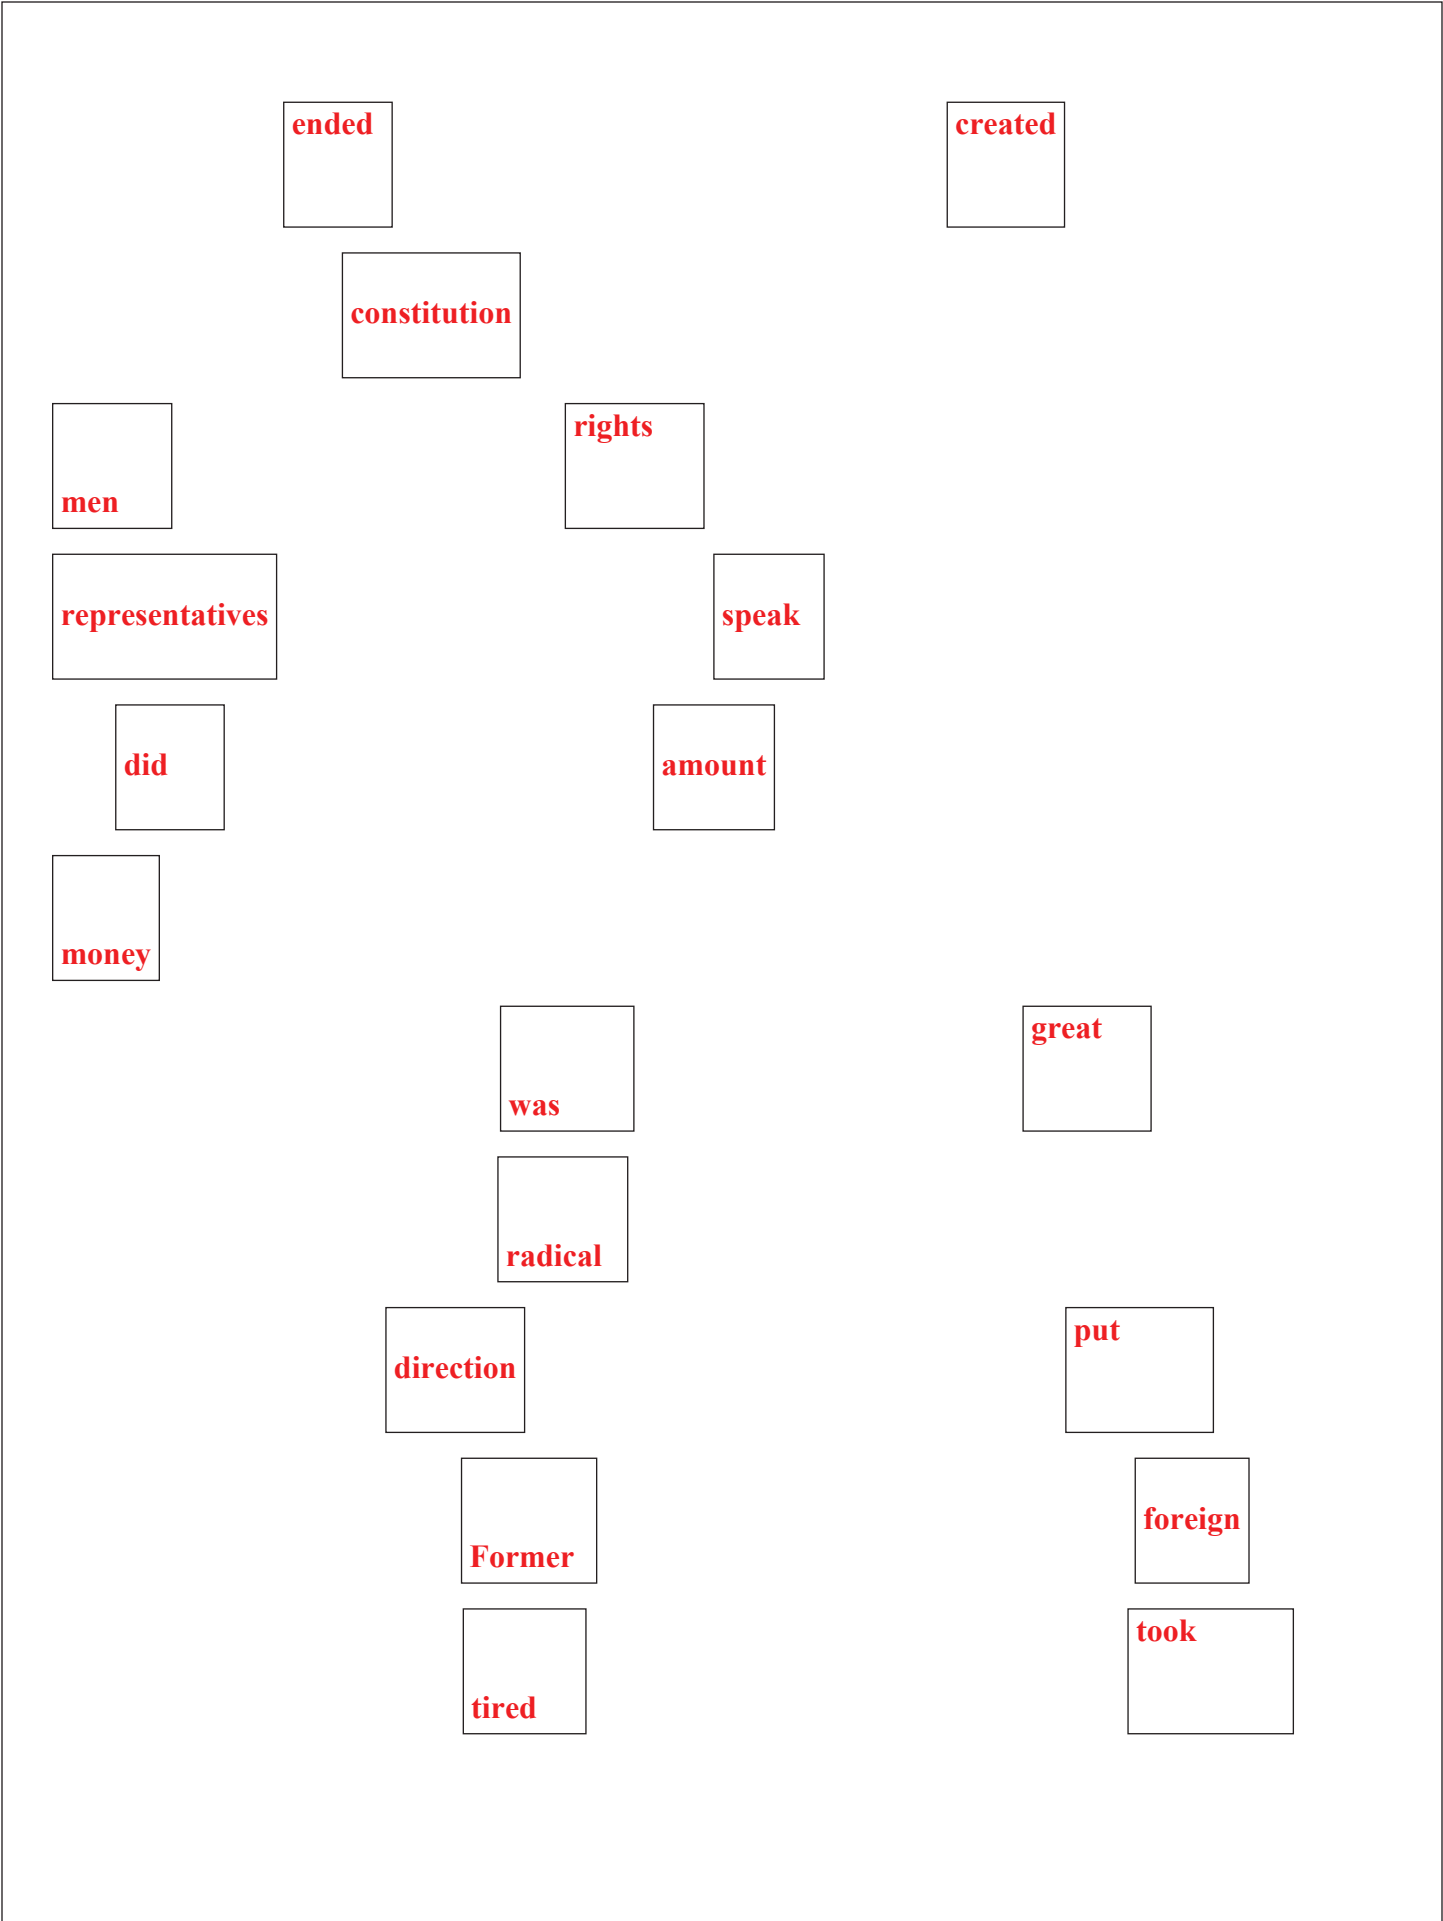 ended created
constitution
rights
men
representatives speak
did amount
money
great
was
radical
put
direction
foreign
Former
took
tired